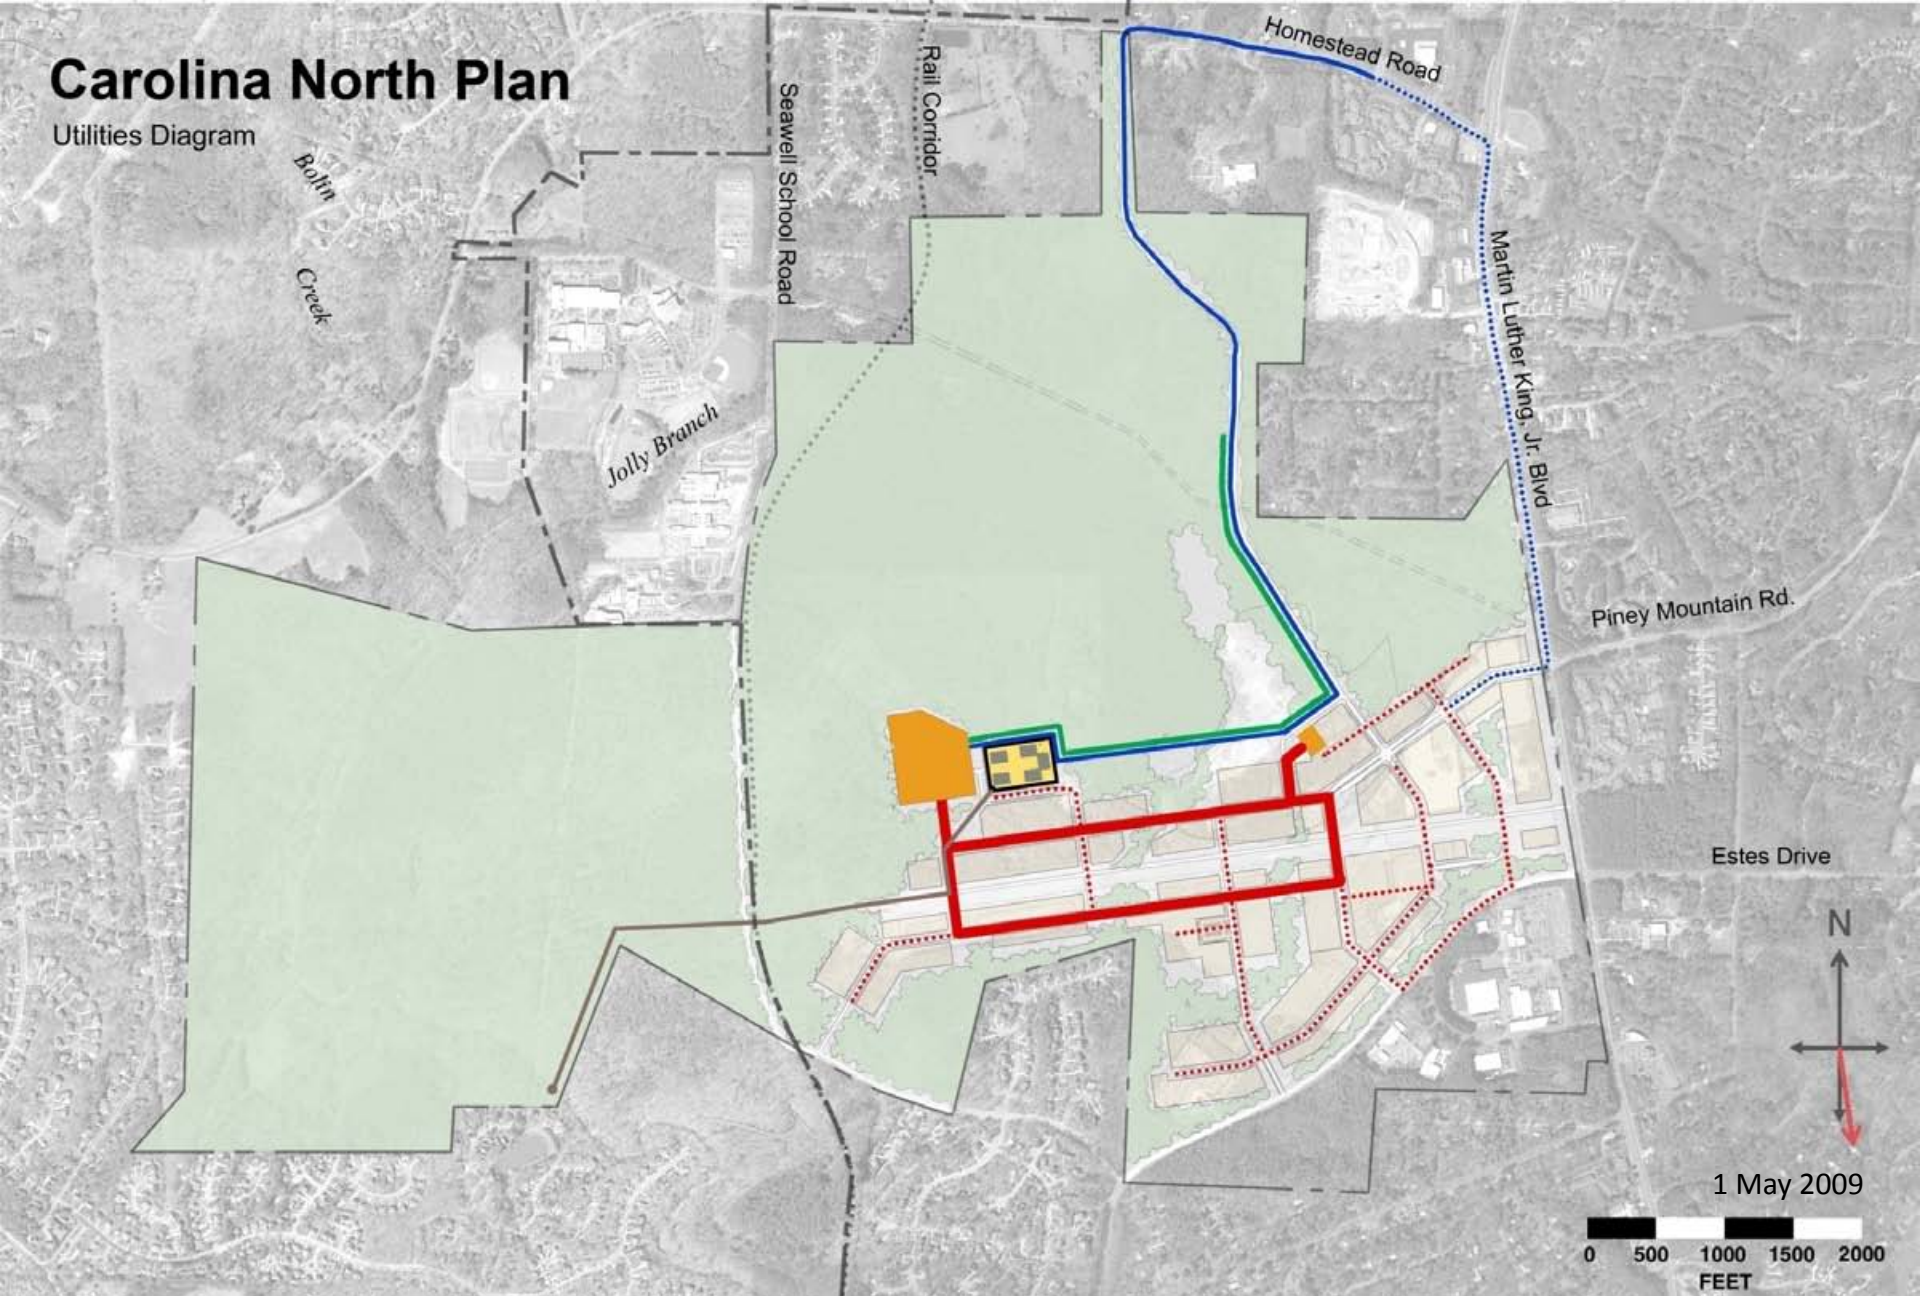 Carolina North Plan
Utilities Diagram
Bolin
Creek
Jolly Branch
Seawell School Road
Rail Corridor
Homestead Road
Martin Luther King, Jr. Blvd
Piney Mountain Rd.
Estes Drive
N
1 May 2009
0 500 1000 1500 2000
FEET